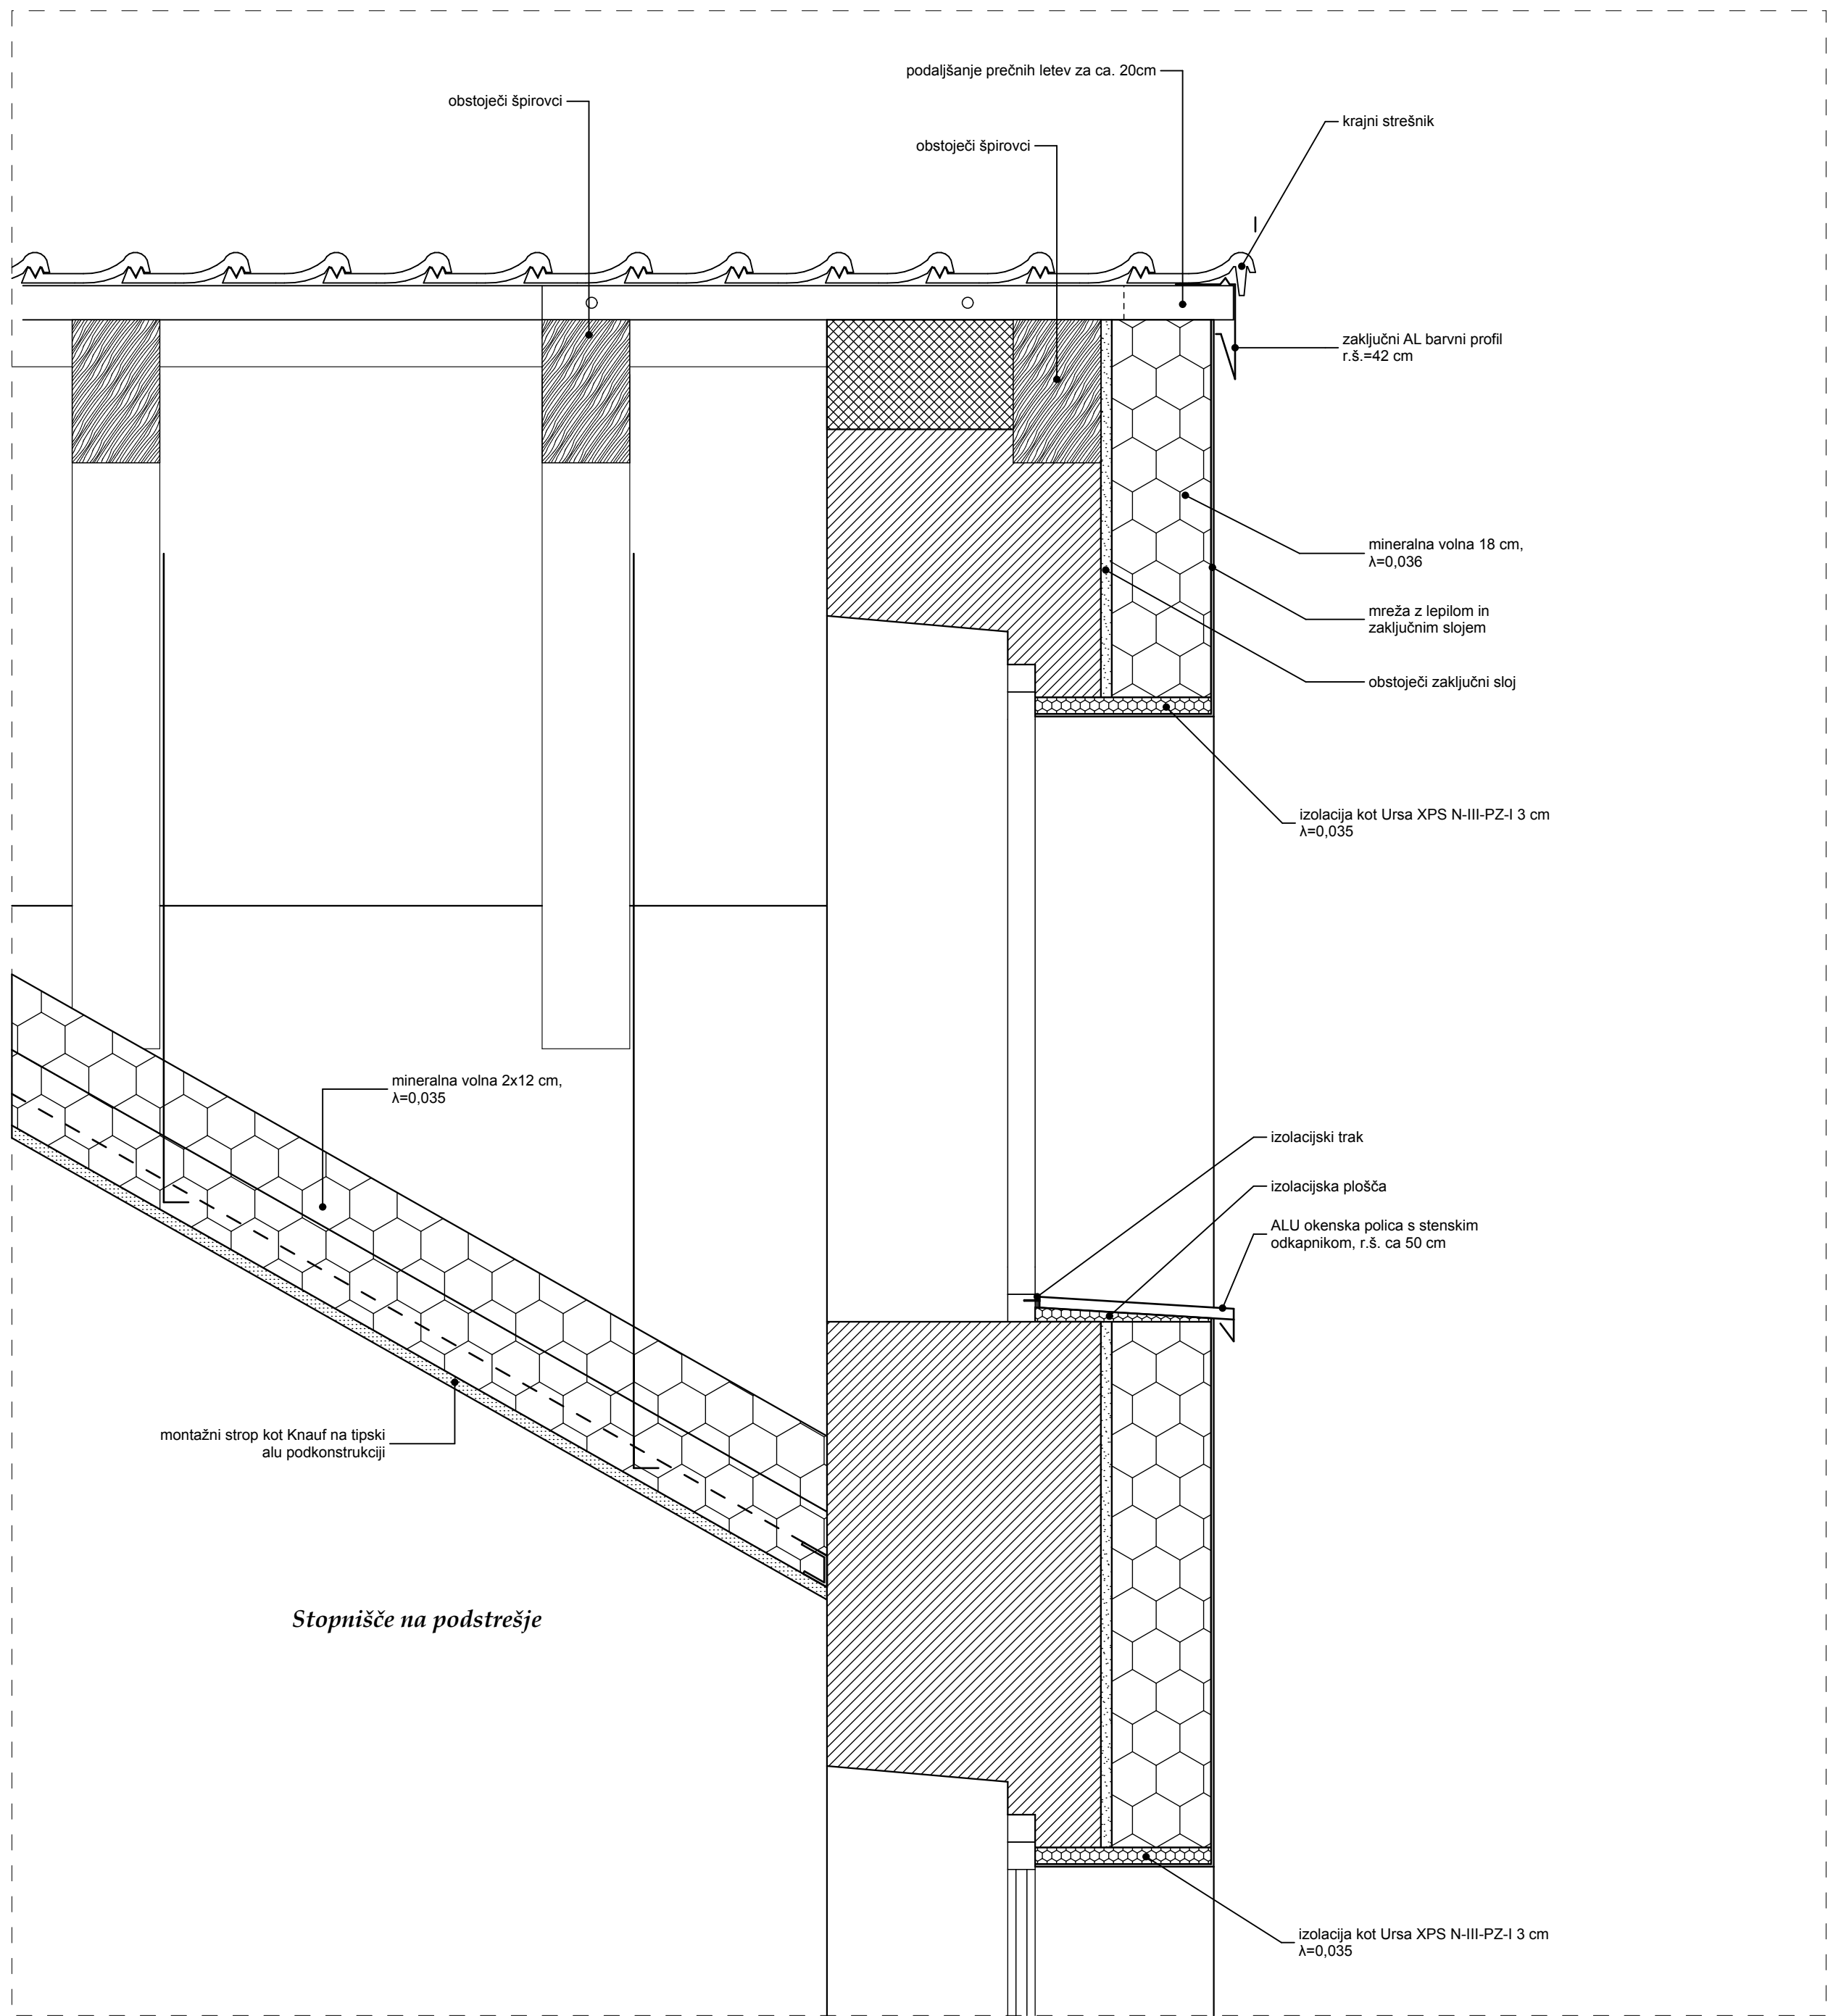 podaljšanje prečnih letev za ca. 20cm
obstoječi špirovci
krajni strešnik
obstoječi špirovci
zaključni AL barvni profil
r.š.=42 cm
mineralna volna 18 cm,
λ=0,036
mreža z lepilom in
zaključnim slojem
obstoječi zaključni sloj
izolacija kot Ursa XPS N-III-PZ-I 3 cm
λ=0,035
mineralna volna 2x12 cm,
λ=0,035
izolacijski trak
izolacijska plošča
ALU okenska polica s stenskim
odkapnikom, r.š. ca 50 cm
montažni strop kot Knauf na tipski
alu podkonstrukciji
Stopnišče na podstrešje
izolacija kot Ursa XPS N-III-PZ-I 3 cm
λ=0,035